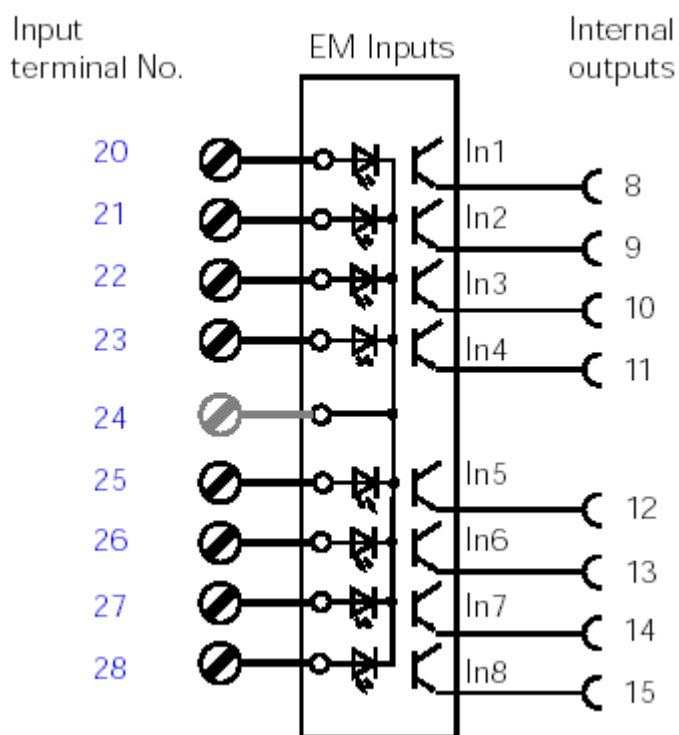 Input
terminal No.
EM Inputs
Internal
outputs
20
In1
8
21
In2
9
22
In3
10
23
In4
11
24
25
In5
12
26
In6
13
27
In7
14
28
In8
15